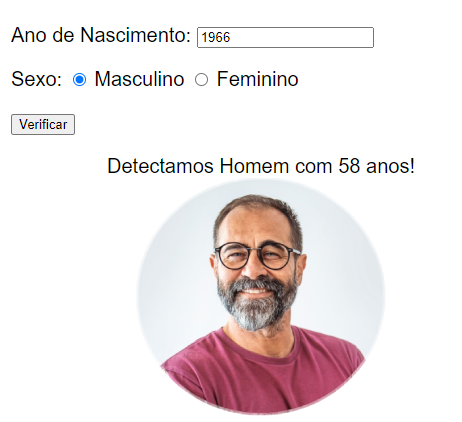 Ano de Nascimento: 1966
Sexo: Masculino Feminino
Verificar
Detectamos Homem com 58 anos!